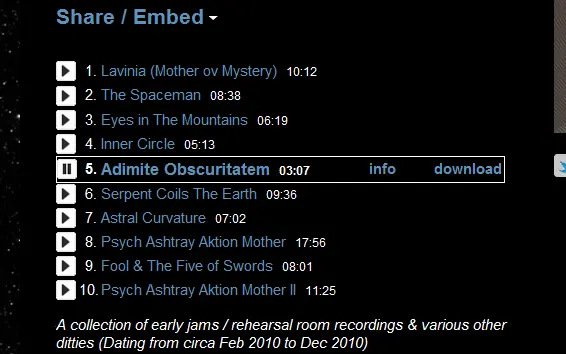 Share / Embed
1. Lavinia (Mother ov Mystery) 10:12
2. The Spaceman 08:38
3. Eyes in The Mountains 06:19
4. Inner Circle 05:13
5. Adimite Obscuritatem 03:07 info download
6. Serpent Coils The Earth 09:36
7. Astral Curvature 07:02
8. Psych Ashtray Aktion Mother 17:56
9. Fool & The Five of Swords 08:01
10. Psych Ashtray Aktion Mother ll 11:25
A collection of early jams / rehearsal room recordings & various other
ditties (Dating from circa Feb 2010 to Dec 2010)